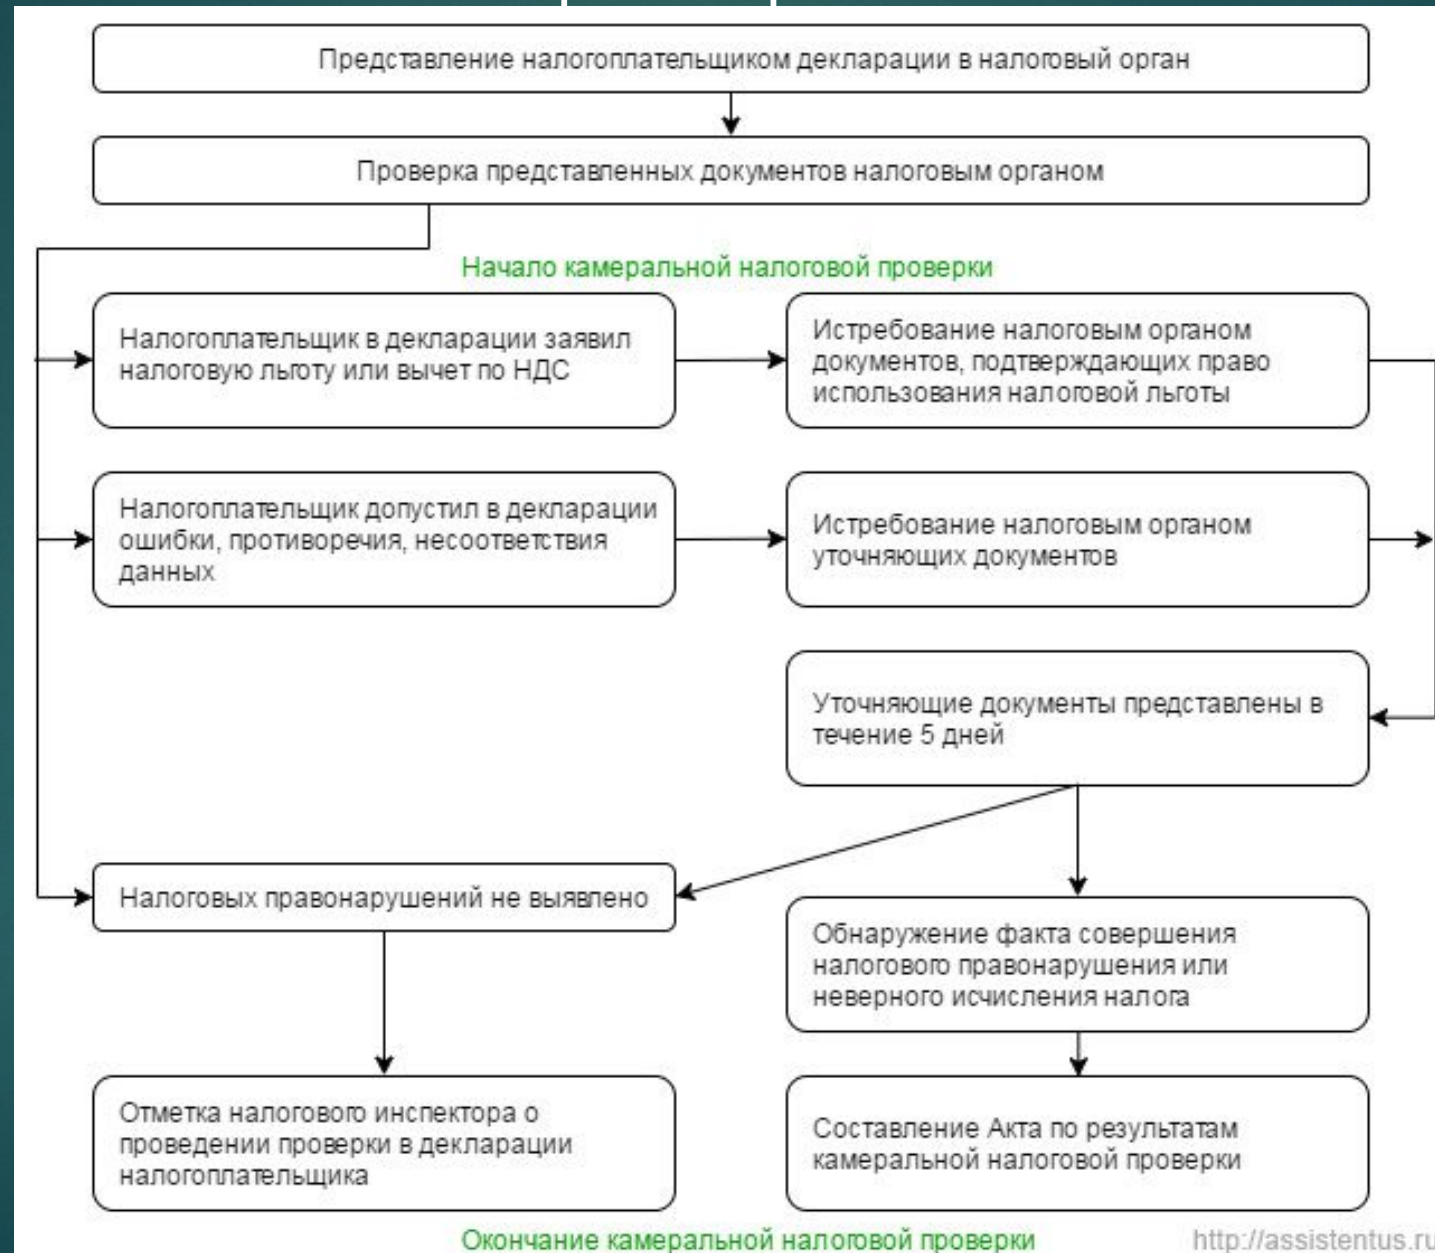 Представление налогоплательщиком декларации в налоговый орган
Проверка представленных документов налоговым органом
Начало камеральной налоговой проверки
Налогоплательщик в декларации заявил
налоговую льготу или вычет по НДС
Истребование налоговым органом
документов, подтверждающих право
использования налоговой льготы
Налогоплательщик допустил в декларации
ошибки, противоречия, несоответствия
данных
Истребование налоговым органом
уточняющих документов
Уточняющие документы представлены в
течение 5 дней
Налоговых правонарушений не выявлено
Обнаружение факта совершения
налогового правонарушения или
неверного исчисления налога
Отметка налогового инспектора о
проведении проверки в декларации
налогоплательщика
Составление Акта по результатам
камеральной налоговой проверки
Окончание камеральной налоговой проверки
http://assistentus.ru